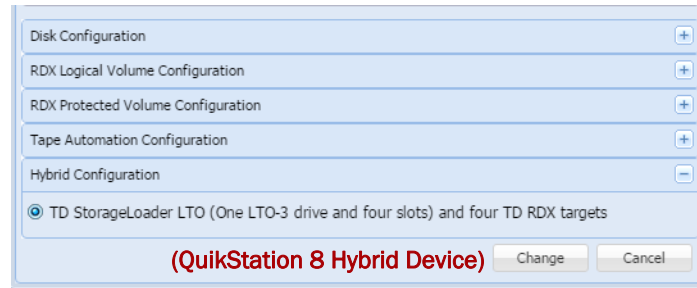 Disk Configuration
RDX Logical Volume Configuration
RDX Protected Volume Configuration
Tape Automation Configuration
Hybrid Configuration
TD StorageLoader LTO (One LTO-3 drive and four slots) and four TD RDX targets
(QuikStation 8 Hybrid Device) Change Cancel